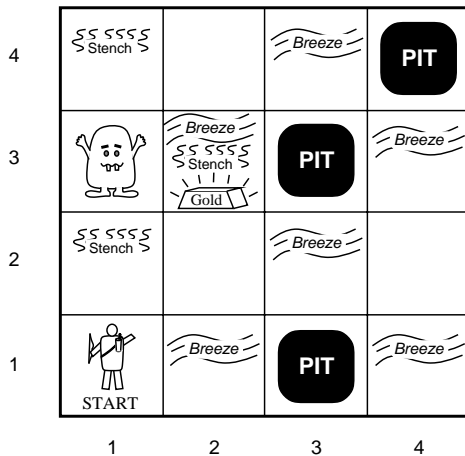 4
Stench
Breeze
PIT
3
Breeze
Stench
Gold
PIT
Breeze
2
Stench
Breeze
1
START
Breeze
PIT
Breeze
1 2 3 4